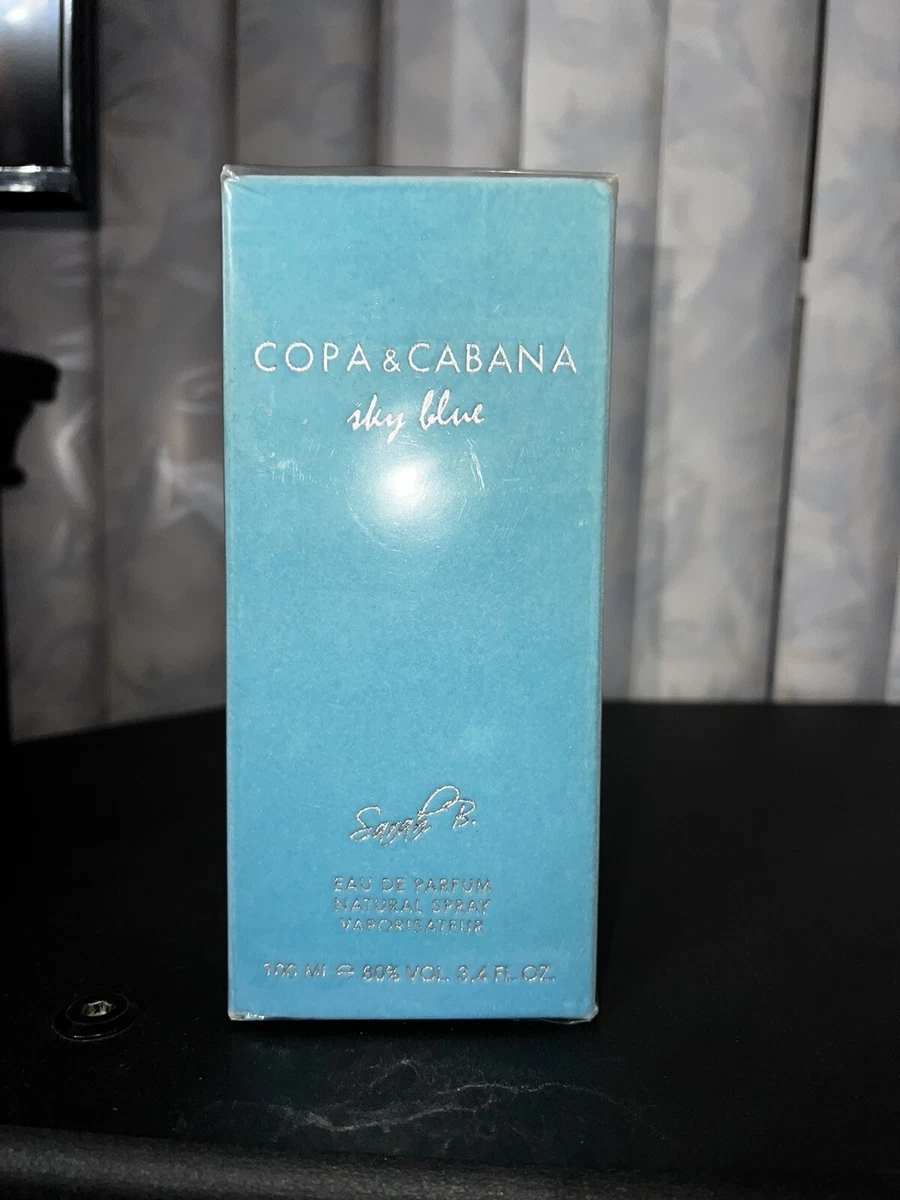 COPA & CABANA
sky blue
Sarah B.
EAU DE PARFUM
NATURAL SPRAY
VAPORISATEUR
100 Ml ℮ 80% VOL. 3.4 FL. OZ.